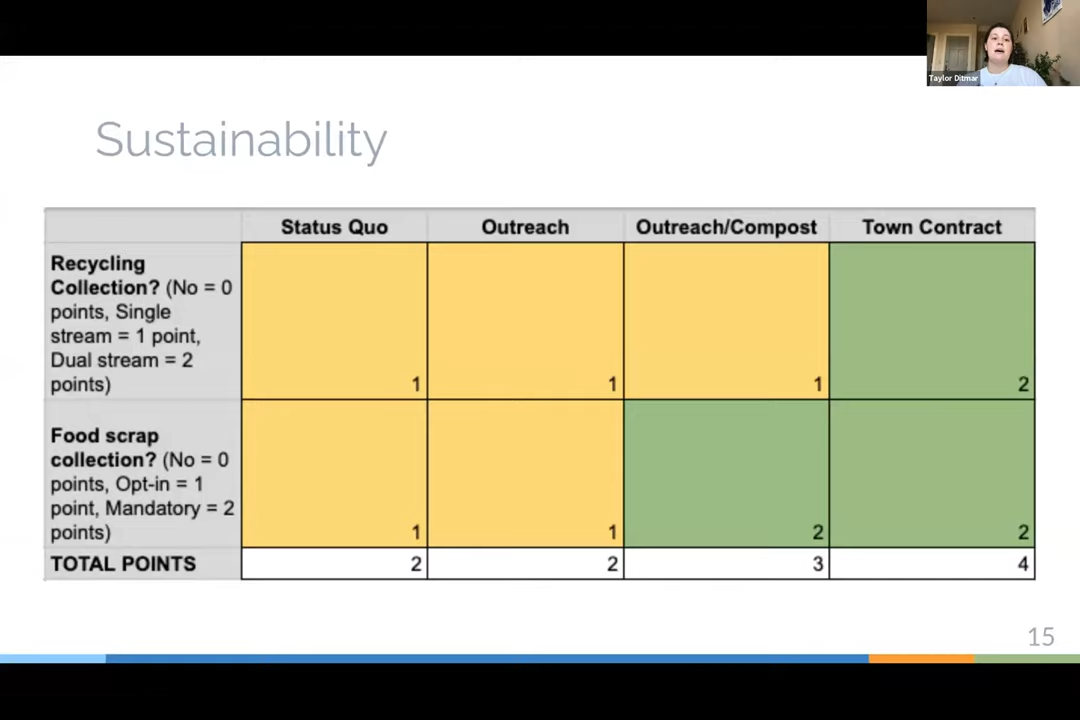 Taylor Ditmar
Sustainability
Status Quo Outreach Outreach/Compost Town Contract
Recycling
Collection? (No = 0
points, Single
stream = 1 point,
Dual stream = 2
points) 1 1 1 2
Food scrap
collection? (No = 0
points, Opt-in = 1
point, Mandatory = 2
points) 1 1 2 2
TOTAL POINTS 2 2 3 4
15